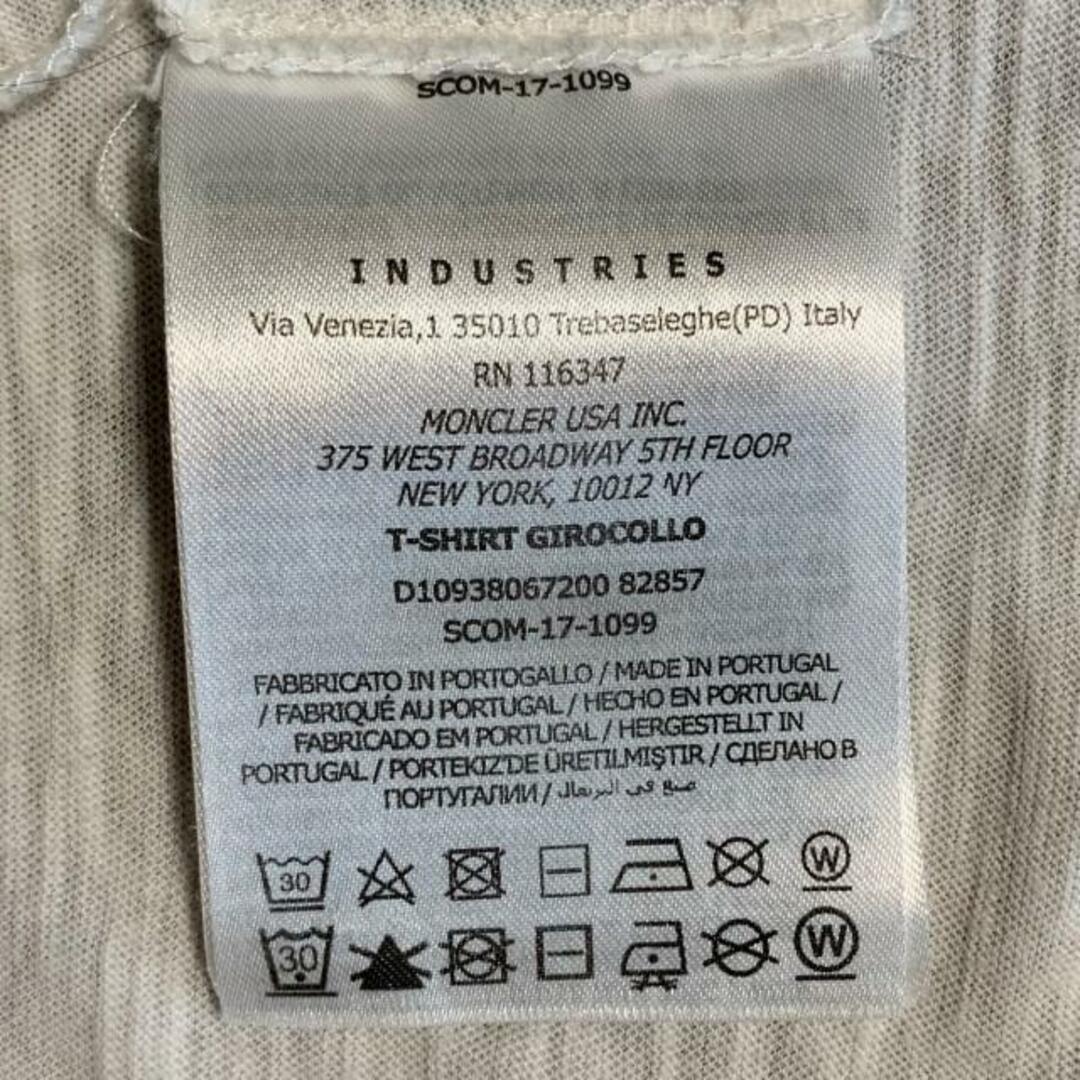 SCOM-17-1099
INDUSTRIES
Via Venezia,1 35010 Trebaseleghe(PD) Italy
RN 116347
MONCLER USA INC.
375 WEST BROADWAY 5TH FLOOR
NEW YORK, 10012 NY
T-SHIRT GIROCOLLO
D10938067200 82857
SCOM-17-1099
FABBRICATO IN PORTOGALLO / MADE IN PORTUGAL
/ FABRIQUÉ AU PORTUGAL / HECHO EN PORTUGAL /
FABRICADO EM PORTUGAL / HERGESTELLT IN
PORTUGAL / PORTEKIZ'DE ÜRETILMIŞTIR / СДЕЛАНО В
ПОРТУГАЛИИ / صنع في البرتغال
30 W
30 W